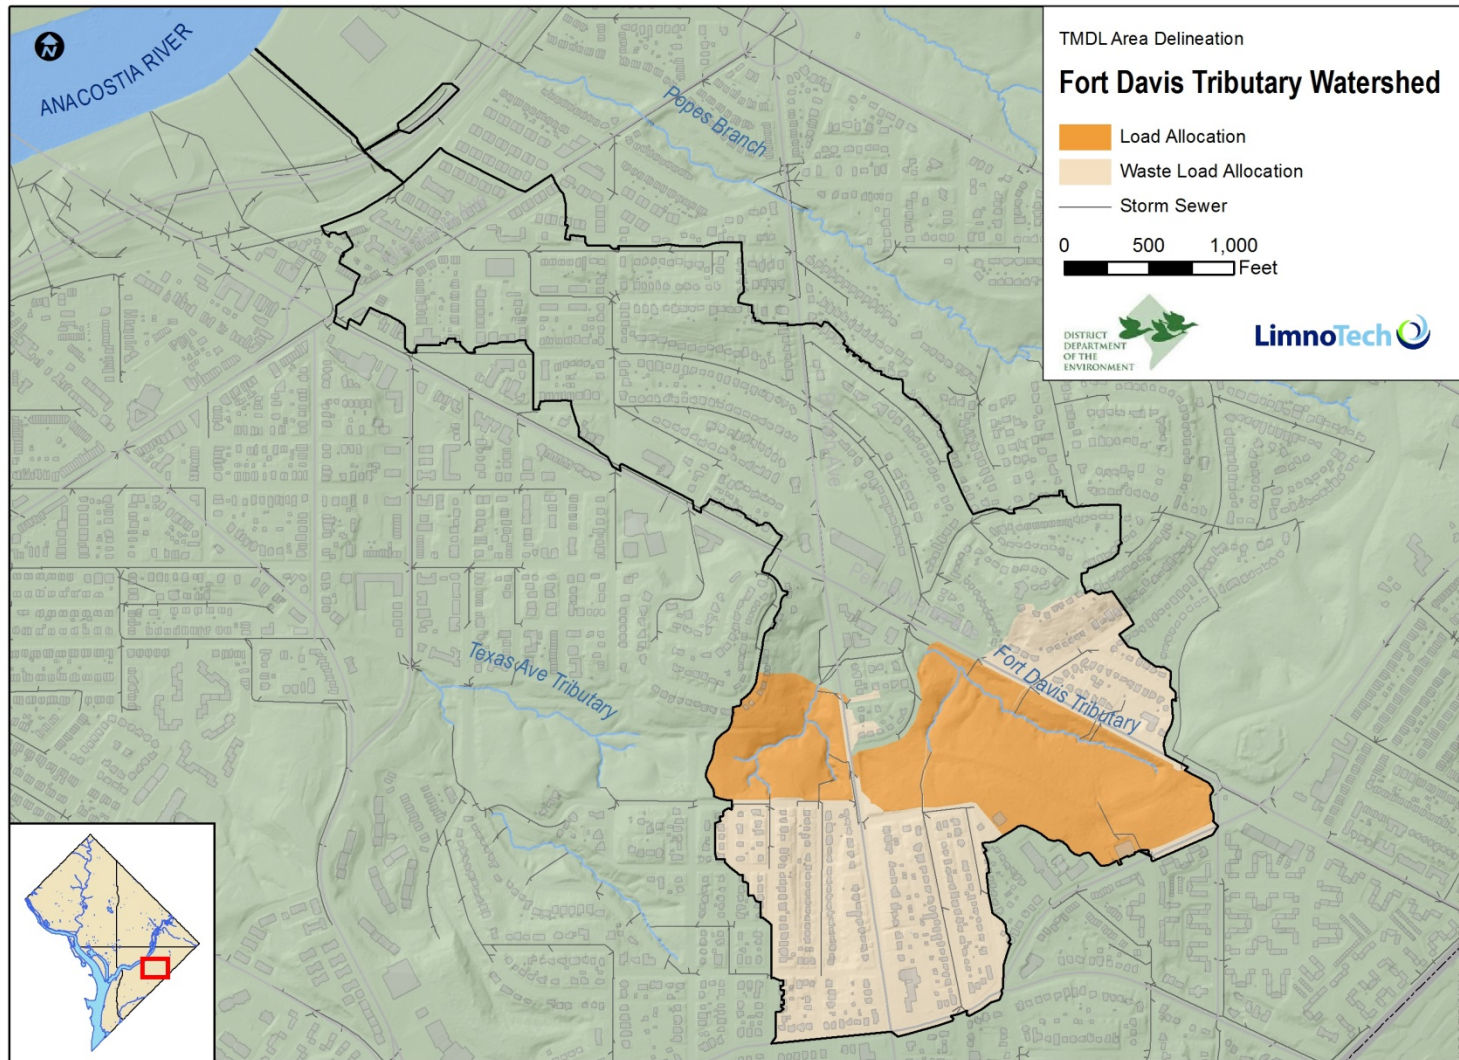 N
ANACOSTIA RIVER
Popes Branch
Texas Ave Tributary
Fort Davis Tributary
TMDL Area Delineation
Fort Davis Tributary Watershed
Load Allocation
Waste Load Allocation
Storm Sewer
0 500 1,000
Feet
DISTRICT
DEPARTMENT
OF THE
ENVIRONMENT
LimnoTech